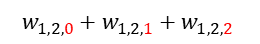 w₁,₂,₀ + w₁,₂,₁ + w₁,₂,₂